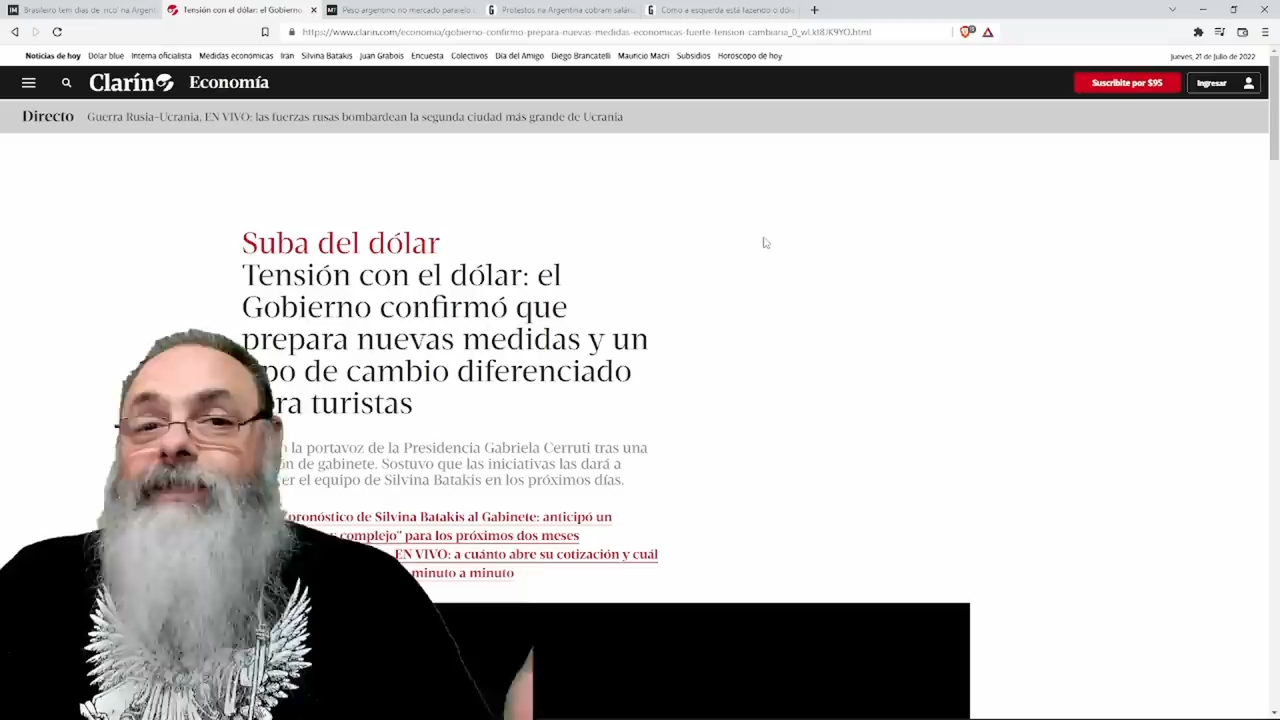 Brasileiro tem dias de 'rico' na Argent
Tensión con el dólar: el Gobierno
Peso argentino no mercado paralelo c
Protestos na Argentina cobram salári
Como a esquerda está fazendo o dóla
https://www.clarin.com/economia/gobierno-confirmo-prepara-nuevas-medidas-economicas-fuerte-tension-cambiaria_0_wLkI8JK9YO.html
Noticias de hoy Dólar blue Interna oficialista Medidas económicas Irán Silvina Batakis Juan Grabois Encuesta Colectivos Día del Amigo Diego Brancatelli Mauricio Macri Subsidios Horóscopo de hoy
Jueves, 21 de Julio de 2022
Clarín Economía
Suscribite por $95
Ingresar
Directo Guerra Rusia-Ucrania, EN VIVO: las fuerzas rusas bombardean la segunda ciudad más grande de Ucrania
Suba del dólar
Tensión con el dólar: el
Gobierno confirmó que
prepara nuevas medidas y un
po de cambio diferenciado
ra turistas
la portavoz de la Presidencia Gabriela Cerruti tras una
ón de gabinete. Sostuvo que las iniciativas las dará a
er el equipo de Silvina Batakis en los próximos días.
pronóstico de Silvina Batakis al Gabinete: anticipó un
complejo" para los próximos dos meses
EN VIVO: a cuánto abre su cotización y cuál
minuto a minuto